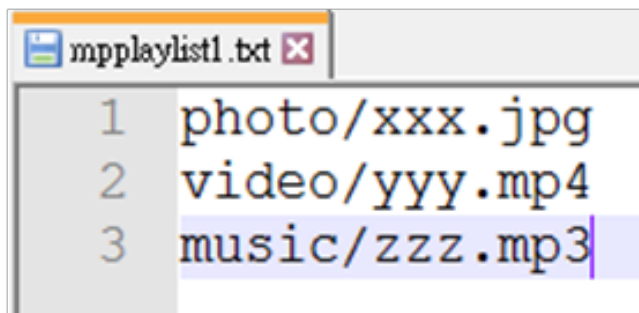 mpplaylist1.txt
1 photo/xxx.jpg
2 video/yyy.mp4
3 music/zzz.mp3